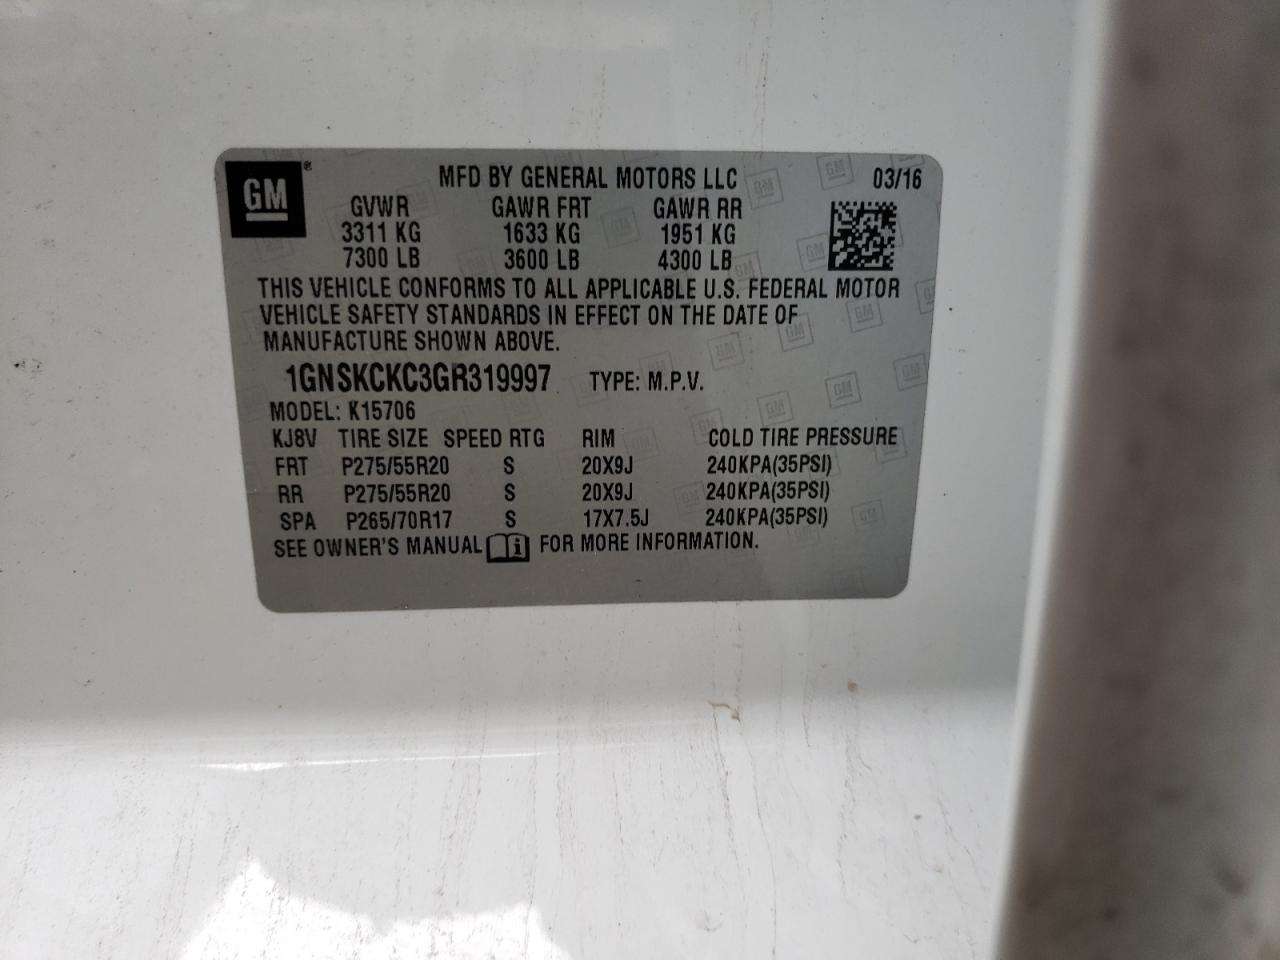 GM ®
MFD BY GENERAL MOTORS LLC 03/16
GVWR GAWR FRT GAWR RR
3311 KG 1633 KG 1951 KG
7300 LB 3600 LB 4300 LB
THIS VEHICLE CONFORMS TO ALL APPLICABLE U.S. FEDERAL MOTOR
VEHICLE SAFETY STANDARDS IN EFFECT ON THE DATE OF
MANUFACTURE SHOWN ABOVE.
1GNSKCKC3GR319997 TYPE: M.P.V.
MODEL: K15706
KJ8V TIRE SIZE SPEED RTG RIM COLD TIRE PRESSURE
FRT P275/55R20 S 20X9J 240KPA(35PSI)
RR P275/55R20 S 20X9J 240KPA(35PSI)
SPA P265/70R17 S 17X7.5J 240KPA(35PSI)
SEE OWNER'S MANUAL i FOR MORE INFORMATION.